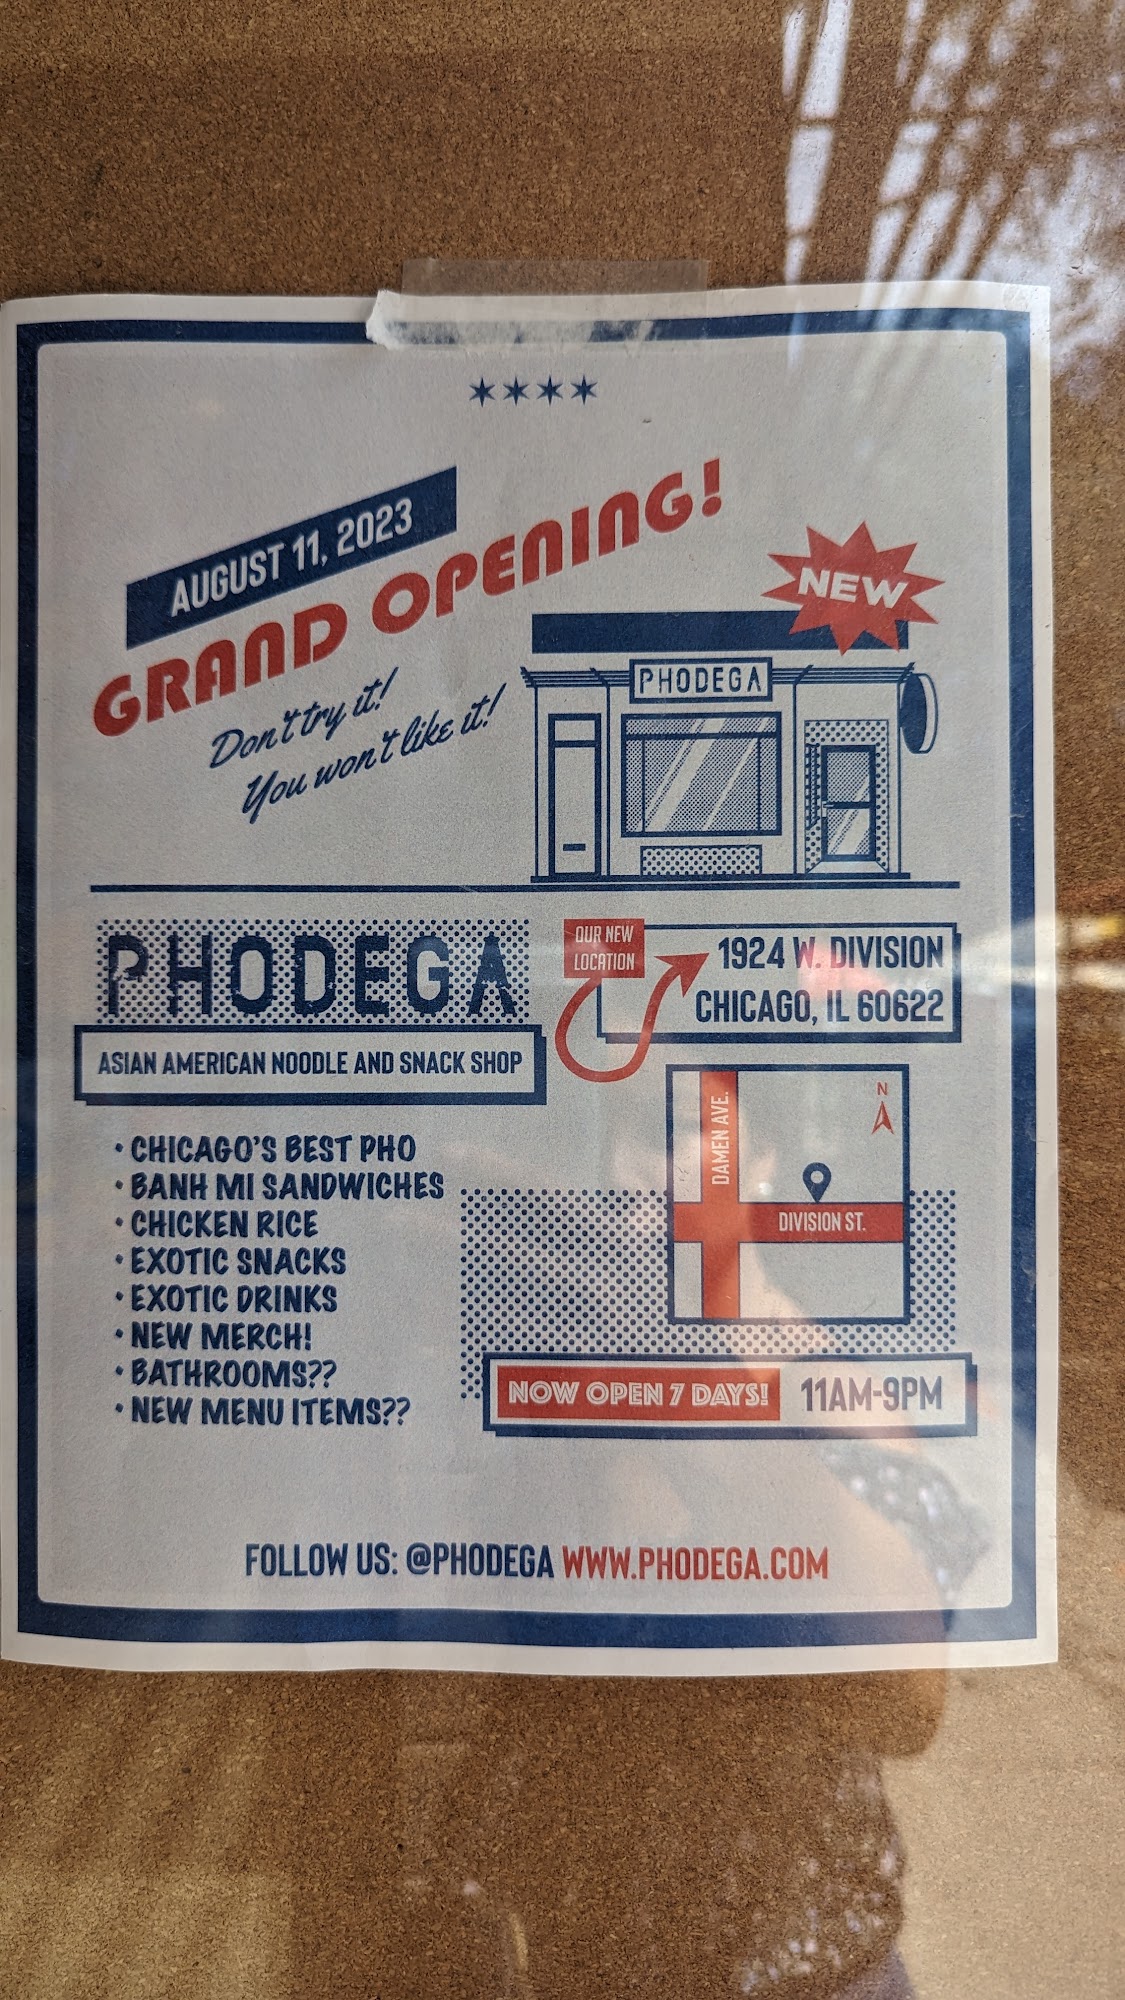 AUGUST 11, 2023
GRAND OPENING!
Don't try it!
You won't like it!
NEW
PHODEGA
PHODEGA
ASIAN AMERICAN NOODLE AND SNACK SHOP
OUR NEW
LOCATION
1924 W. DIVISION
CHICAGO, IL 60622
• CHICAGO'S BEST PHO
• BANH MI SANDWICHES
• CHICKEN RICE
• EXOTIC SNACKS
• EXOTIC DRINKS
• NEW MERCH!
• BATHROOMS??
• NEW MENU ITEMS??
N
DAMEN AVE.
DIVISION ST.
NOW OPEN 7 DAYS! 11AM-9PM
FOLLOW US: @PHODEGA WWW.PHODEGA.COM